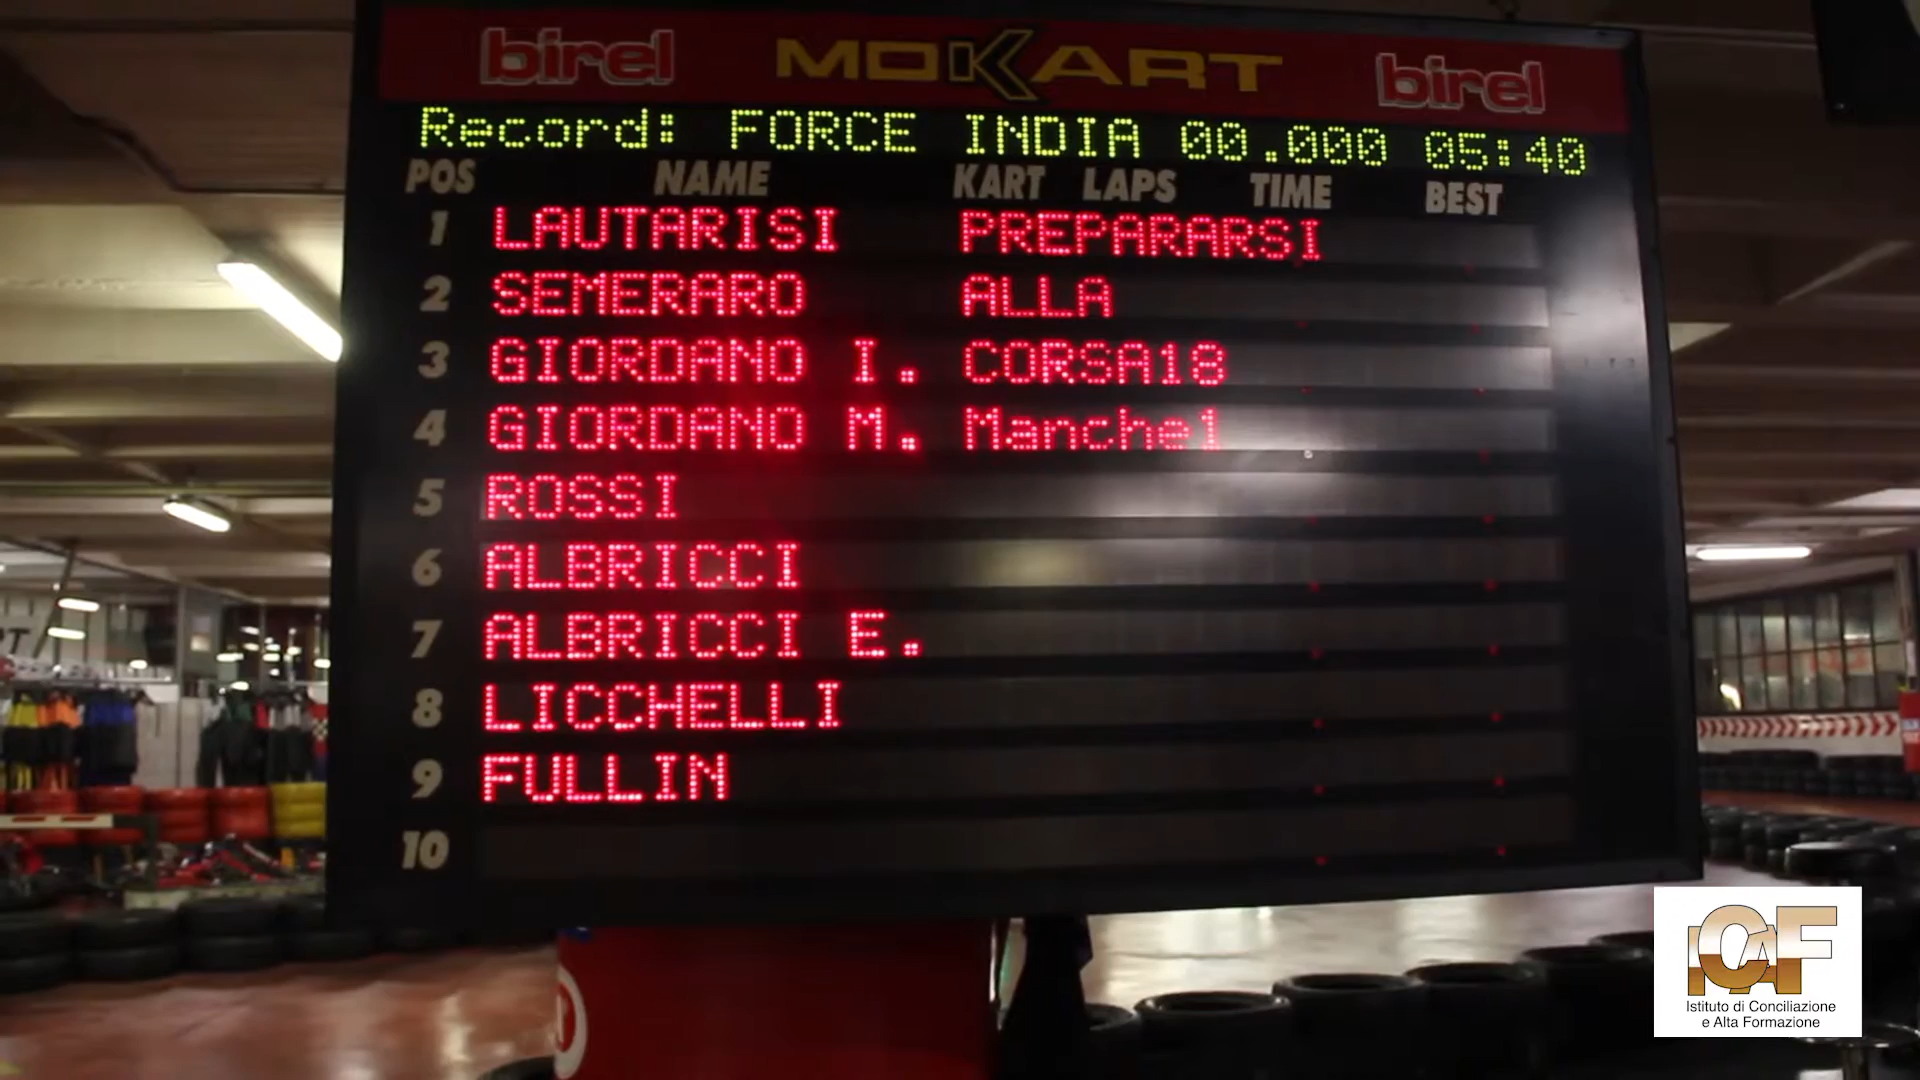 birel MOKART birel
Record: FORCE INDIA 00.000 05:40
POS NAME KART LAPS TIME BEST
1 LAUTARISI PREPARARSI
2 SEMERARO ALLA
3 GIORDANO I. CORSA18
4 GIORDANO M. Manche1
5 ROSSI
6 ALBRICCI
7 ALBRICCI E.
8 LICCHELLI
9 FULLIN
10
ICAF
Istituto di Conciliazione
e Alta Formazione